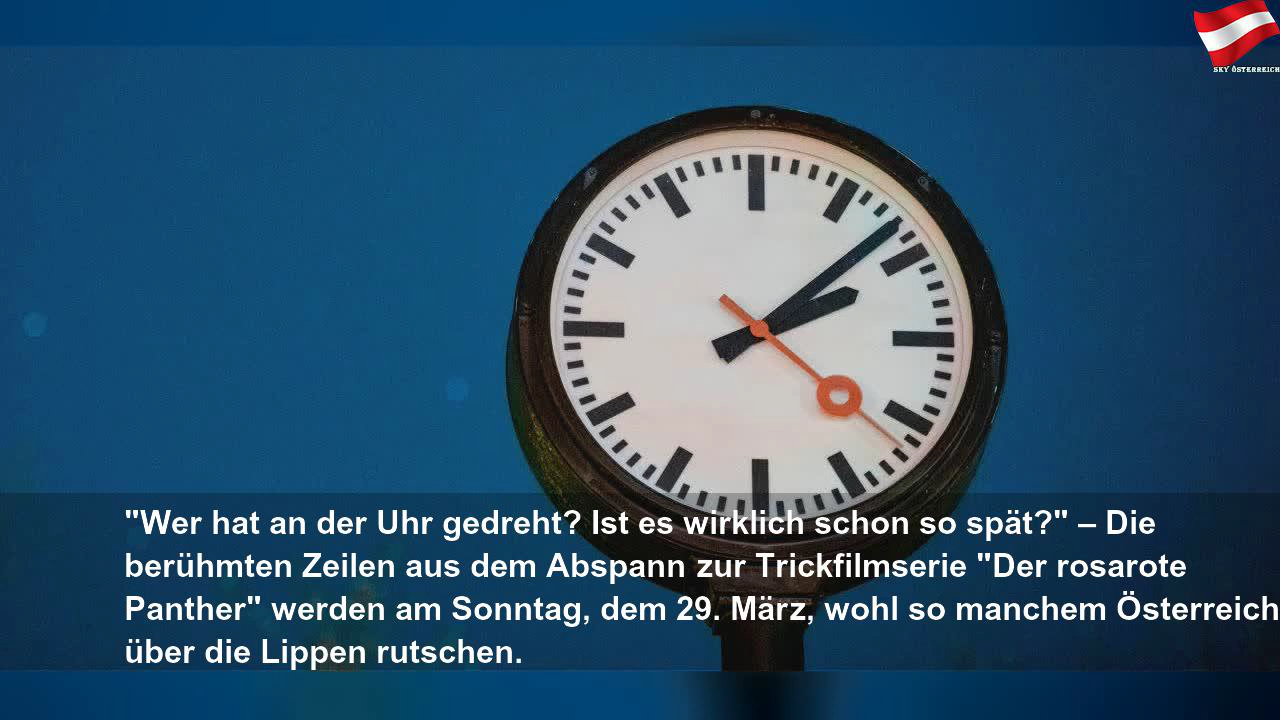 SKY ÖSTERREICH
"Wer hat an der Uhr gedreht? Ist es wirklich schon so spät?" – Die
berühmten Zeilen aus dem Abspann zur Trickfilmserie "Der rosarote
Panther" werden am Sonntag, dem 29. März, wohl so manchem Österreich
über die Lippen rutschen.